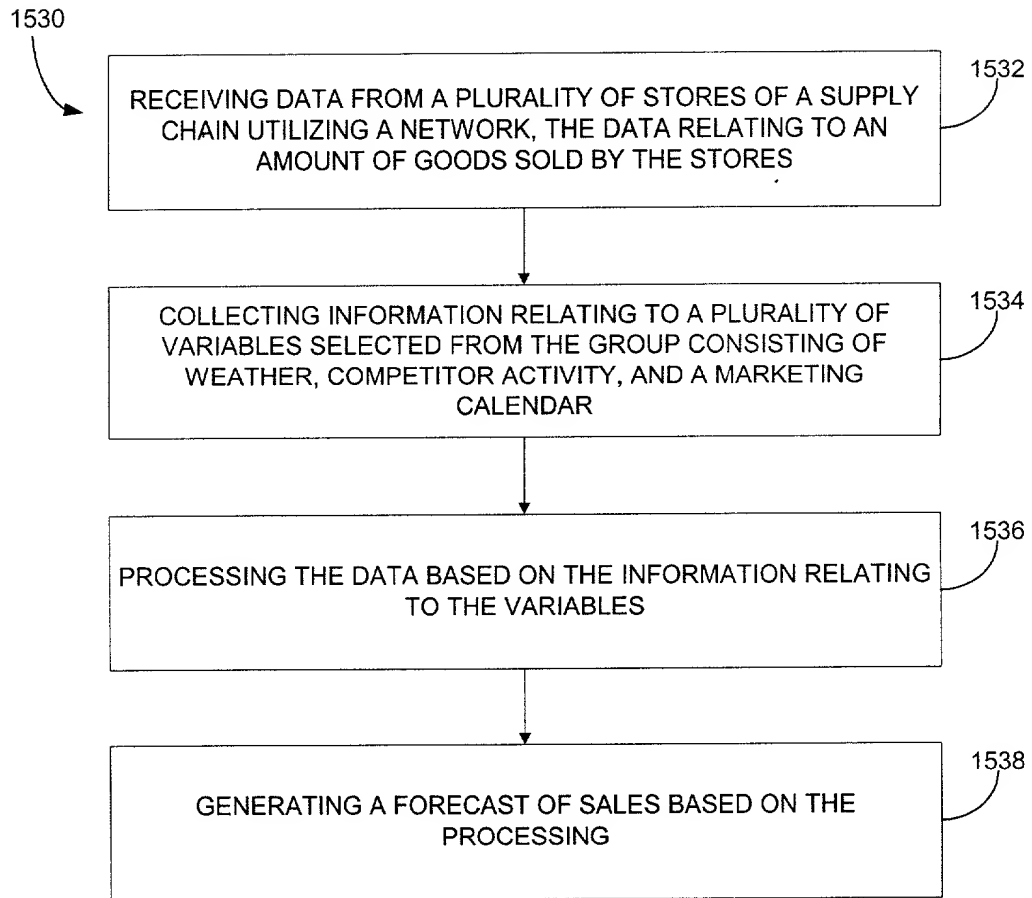 1530
1532
RECEIVING DATA FROM A PLURALITY OF STORES OF A SUPPLY
CHAIN UTILIZING A NETWORK, THE DATA RELATING TO AN
AMOUNT OF GOODS SOLD BY THE STORES
1534
COLLECTING INFORMATION RELATING TO A PLURALITY OF
VARIABLES SELECTED FROM THE GROUP CONSISTING OF
WEATHER, COMPETITOR ACTIVITY, AND A MARKETING
CALENDAR
1536
PROCESSING THE DATA BASED ON THE INFORMATION RELATING
TO THE VARIABLES
1538
GENERATING A FORECAST OF SALES BASED ON THE
PROCESSING